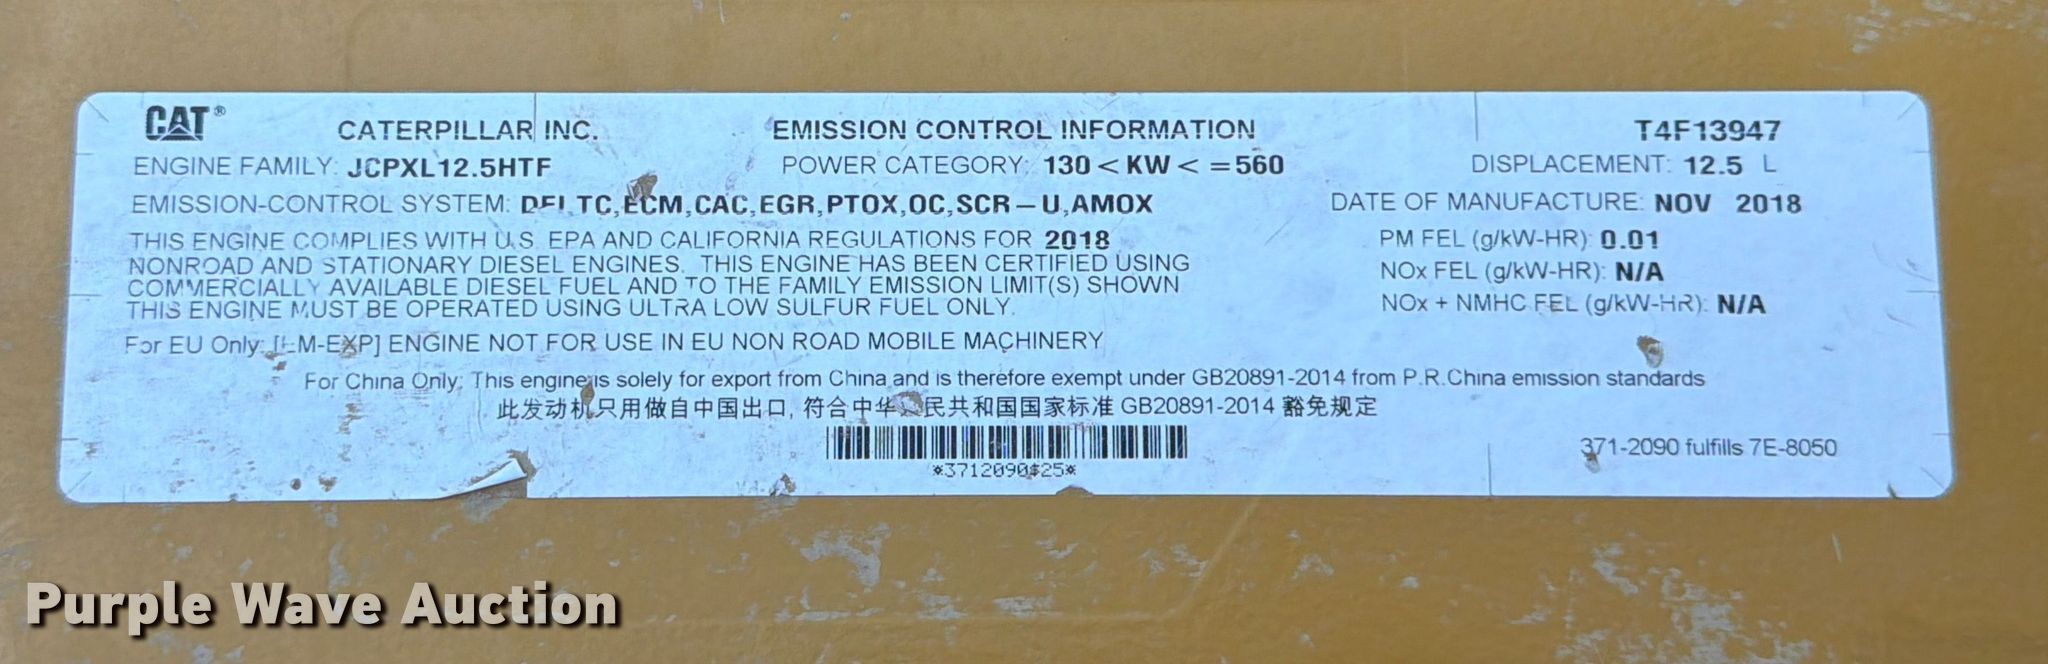 CAT® CATERPILLAR INC. EMISSION CONTROL INFORMATION T4F13947
ENGINE FAMILY: JCPXL12.5HTF POWER CATEGORY: 130 < KW < = 560 DISPLACEMENT: 12.5 L
EMISSION-CONTROL SYSTEM: DFI,TC,ECM,CAC,EGR,PTOX,OC,SCR-U,AMOX DATE OF MANUFACTURE: NOV 2018
THIS ENGINE COMPLIES WITH U.S. EPA AND CALIFORNIA REGULATIONS FOR 2018
NONROAD AND STATIONARY DIESEL ENGINES. THIS ENGINE HAS BEEN CERTIFIED USING
COMMERCIALLY AVAILABLE DIESEL FUEL AND TO THE FAMILY EMISSION LIMIT(S) SHOWN
THIS ENGINE MUST BE OPERATED USING ULTRA LOW SULFUR FUEL ONLY.
PM FEL (g/kW-HR): 0.01
NOx FEL (g/kW-HR): N/A
NOx + NMHC FEL (g/kW-HR): N/A
For EU Only: ENGINE NOT FOR USE IN EU NON ROAD MOBILE MACHINERY
For China Only: This engine is solely for export from China and is therefore exempt under GB20891-2014 from P.R.China emission standards
此发动机只用做自中国出口, 符合中华人民共和国国家标准 GB20891-2014 豁免规定
*3712090$25*
371-2090 fulfills 7E-8050
Purple Wave Auction